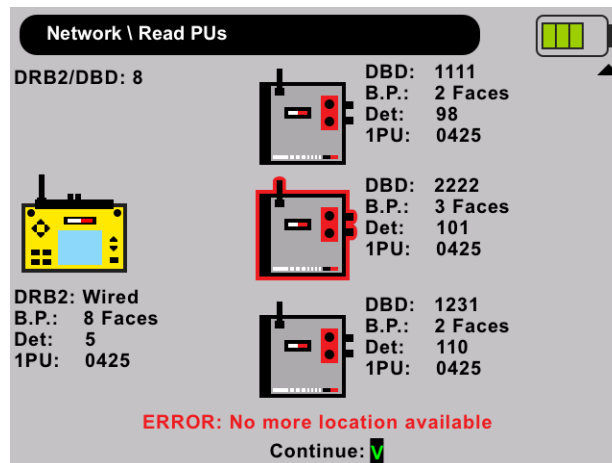 Network \ Read PUs
DRB2/DBD: 8
DBD: 1111
B.P.: 2 Faces
Det: 98
1PU: 0425
DBD: 2222
B.P.: 3 Faces
Det: 101
1PU: 0425
DRB2: Wired
B.P.: 8 Faces
Det: 5
1PU: 0425
DBD: 1231
B.P.: 2 Faces
Det: 110
1PU: 0425
ERROR: No more location available
Continue: V